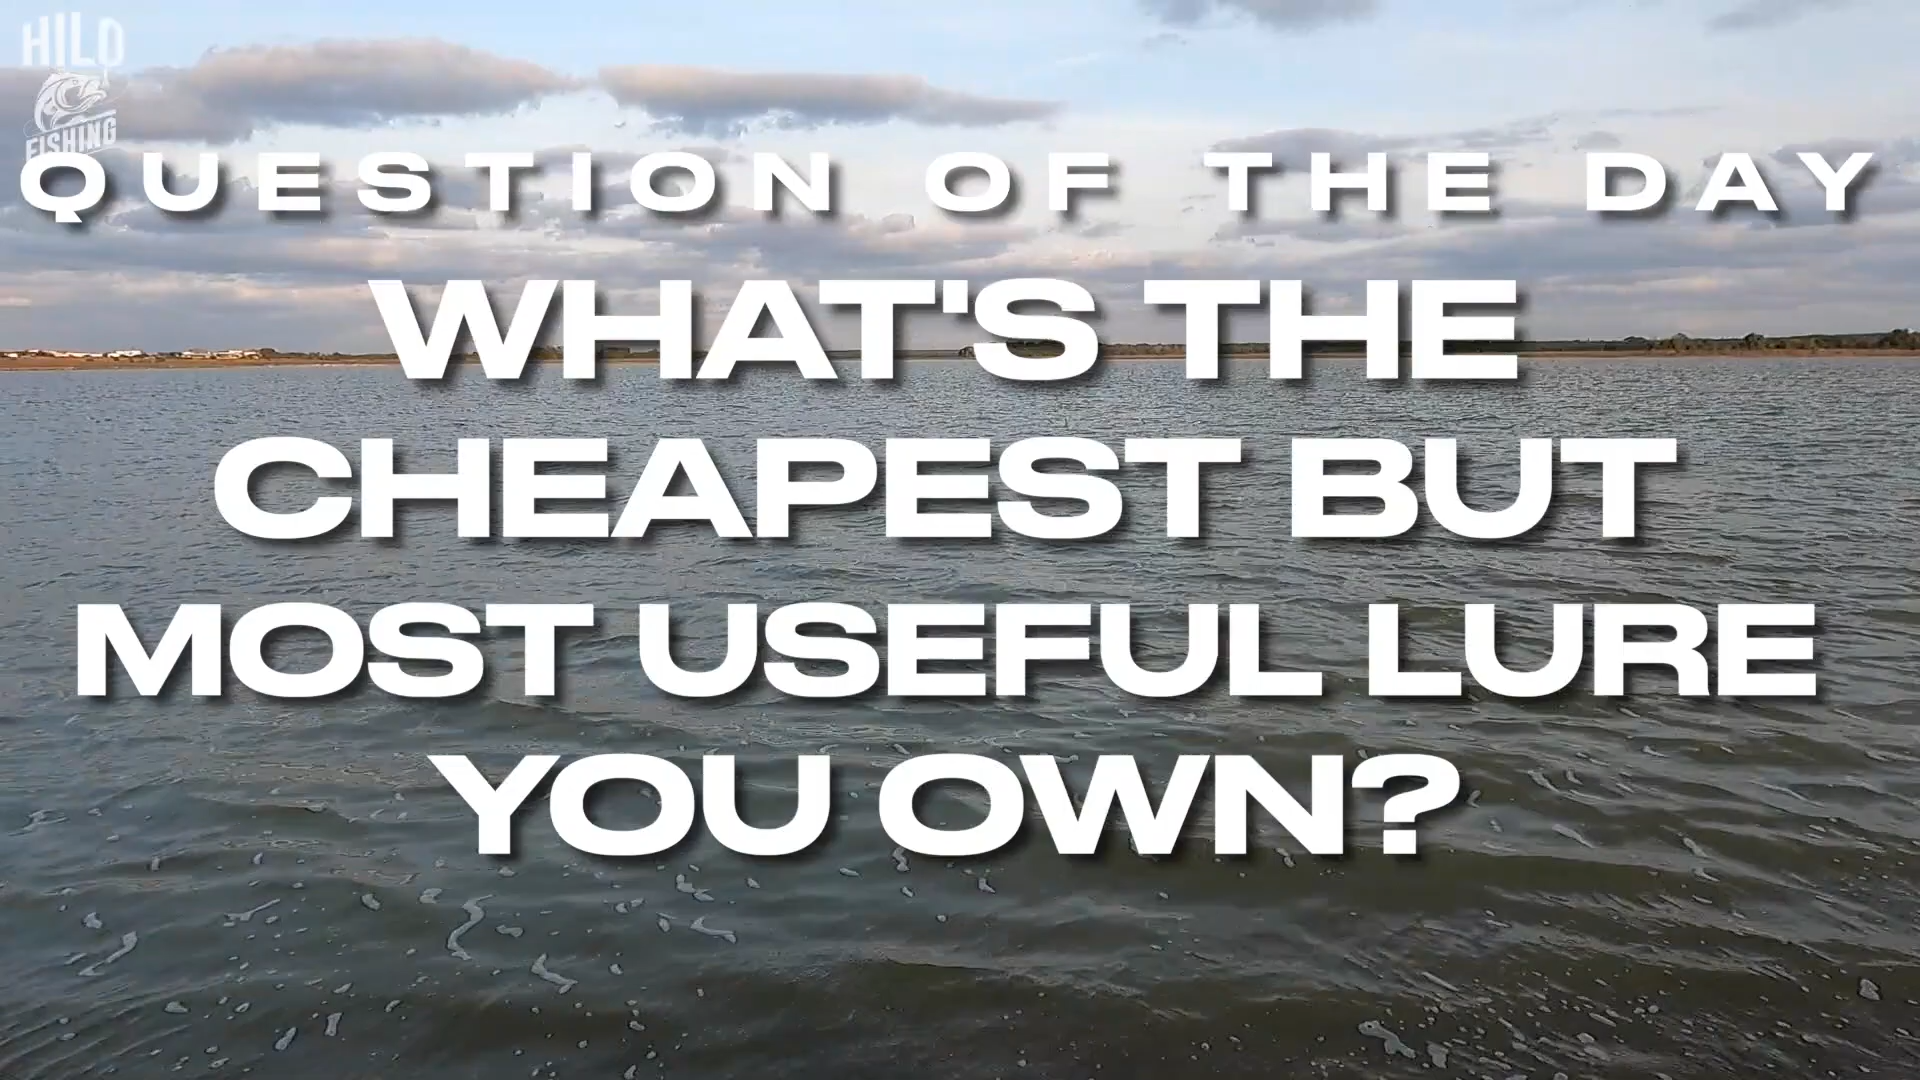 HILO
FISHING
QUESTION OF THE DAY
WHAT'S THE
CHEAPEST BUT
MOST USEFUL LURE
YOU OWN?